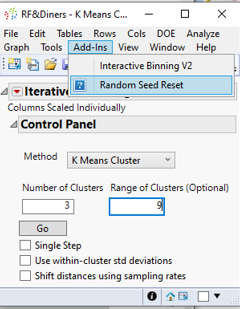 RF&Diners - K Means Cluster
File Edit Tables Rows Cols DOE Analyze
Graph Tools Add-Ins View Window Help
Interactive Binning V2
Random Seed Reset
Iterative
Columns Scaled Individually
Control Panel
Method K Means Cluster
Number of Clusters Range of Clusters (Optional)
3 9
Go
Single Step
Use within-cluster std deviations
Shift distances using sampling rates